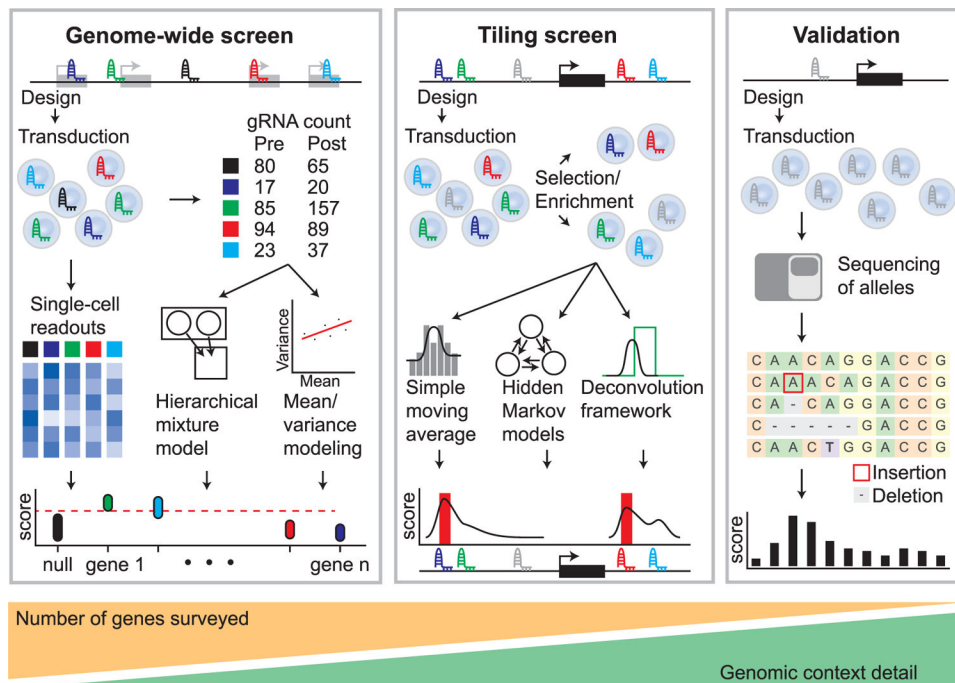 Genome-wide screen
Design
Transduction
gRNA count
Pre Post
80 65
17 20
85 157
94 89
23 37
Single-cell
readouts
Variance
Mean
Hierarchical
mixture
model
Mean/
variance
modeling
score
null gene 1 • • • gene n
Tiling screen
Design
Transduction
Selection/
Enrichment
Simple
moving
average
Hidden
Markov
models
Deconvolution
framework
score
Validation
Design
Transduction
Sequencing
of alleles
C A A C A G G A C C G
C A A A C A G A C C G
C A - C A G G A C C G
C - - - - - G A C C G
C A A C T G G A C C G
Insertion
- Deletion
score
Number of genes surveyed
Genomic context detail